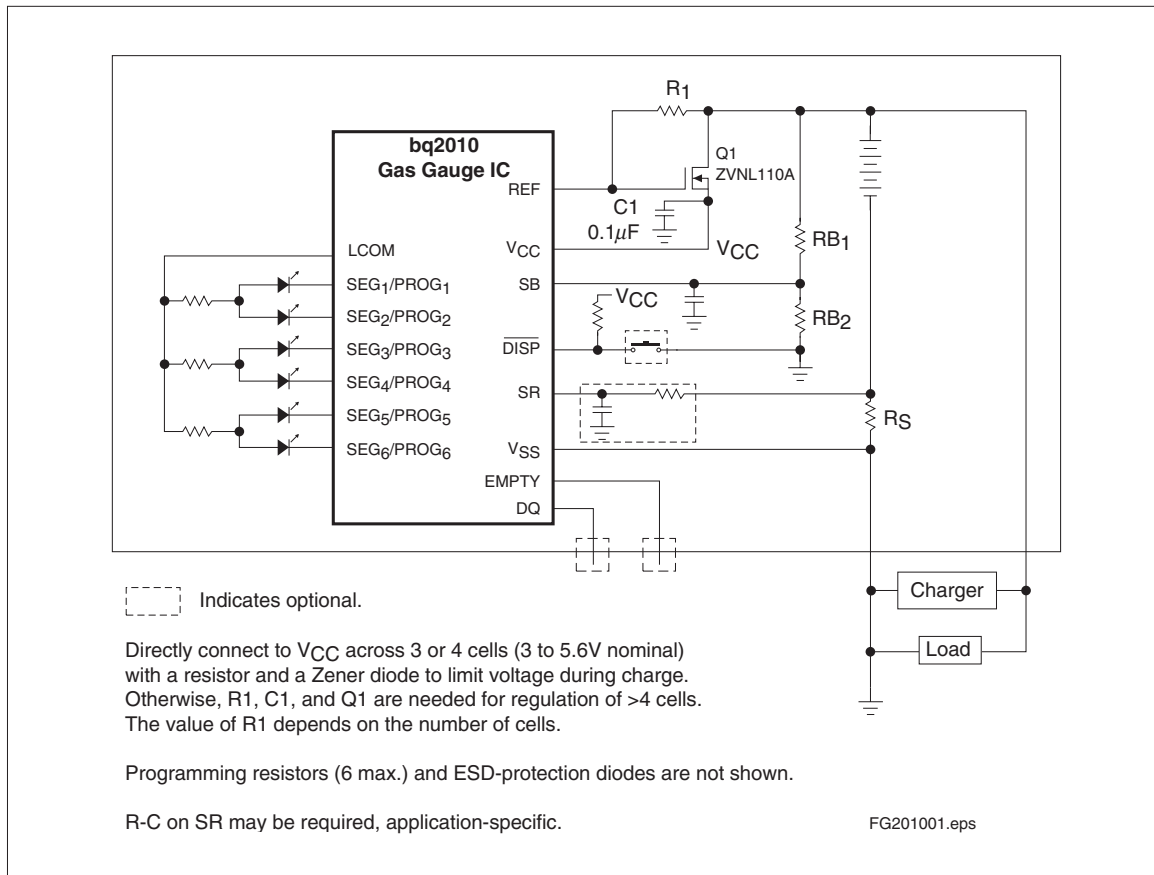 R1
bq2010
Gas Gauge IC
Q1
ZVNL110A
REF
C1
0.1µF
VCC
VCC
LCOM
SEG1/PROG1
SB
RB1
VCC
SEG2/PROG2
RB2
SEG3/PROG3
DISP
SEG4/PROG4
SR
SEG5/PROG5
RS
SEG6/PROG6
VSS
EMPTY
DQ
Charger
Indicates optional.
Load
Directly connect to VCC across 3 or 4 cells (3 to 5.6V nominal)
with a resistor and a Zener diode to limit voltage during charge.
Otherwise, R1, C1, and Q1 are needed for regulation of >4 cells.
The value of R1 depends on the number of cells.
Programming resistors (6 max.) and ESD-protection diodes are not shown.
R-C on SR may be required, application-specific.
FG201001.eps